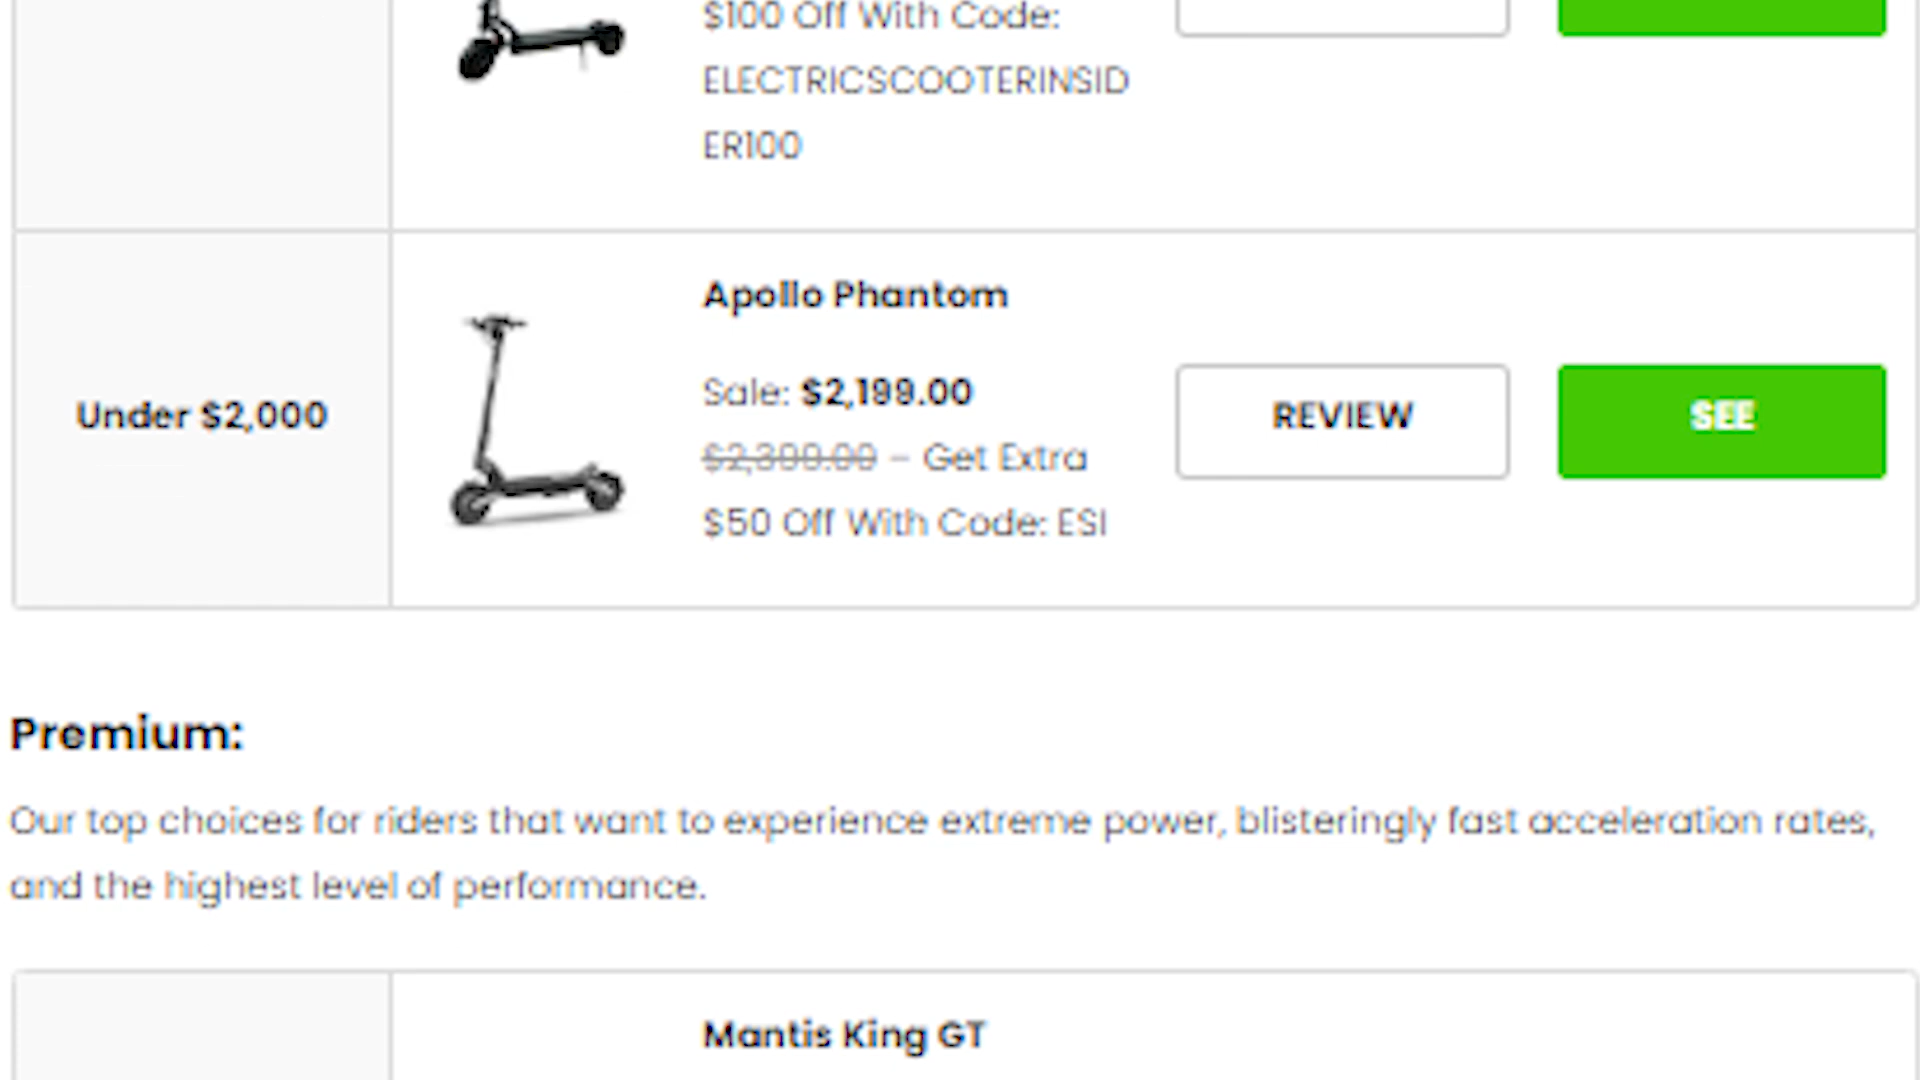 $100 Off With Code:
ELECTRICSCOOTERINSID
ER100
Apollo Phantom
Under $2,000
Sale: $2,199.00
$2,399.00 – Get Extra
$50 Off With Code: ESI
REVIEW
SEE
Premium:
Our top choices for riders that want to experience extreme power, blisteringly fast acceleration rates,
and the highest level of performance.
Mantis King GT